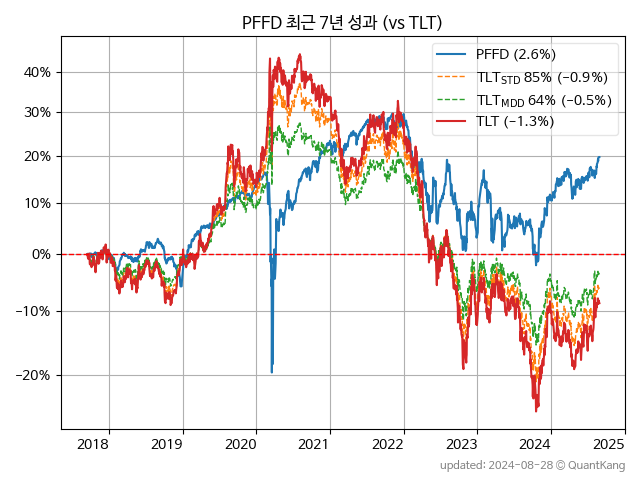 PFFD 최근 7년 성과 (vs TLT)
PFFD (2.6%)
TLT_STD 85% (−0.9%)
TLT_MDD 64% (−0.5%)
TLT (−1.3%)
40%
30%
20%
10%
0%
−10%
−20%
2018 2019 2020 2021 2022 2023 2024 2025
updated: 2024-08-28 © QuantKang